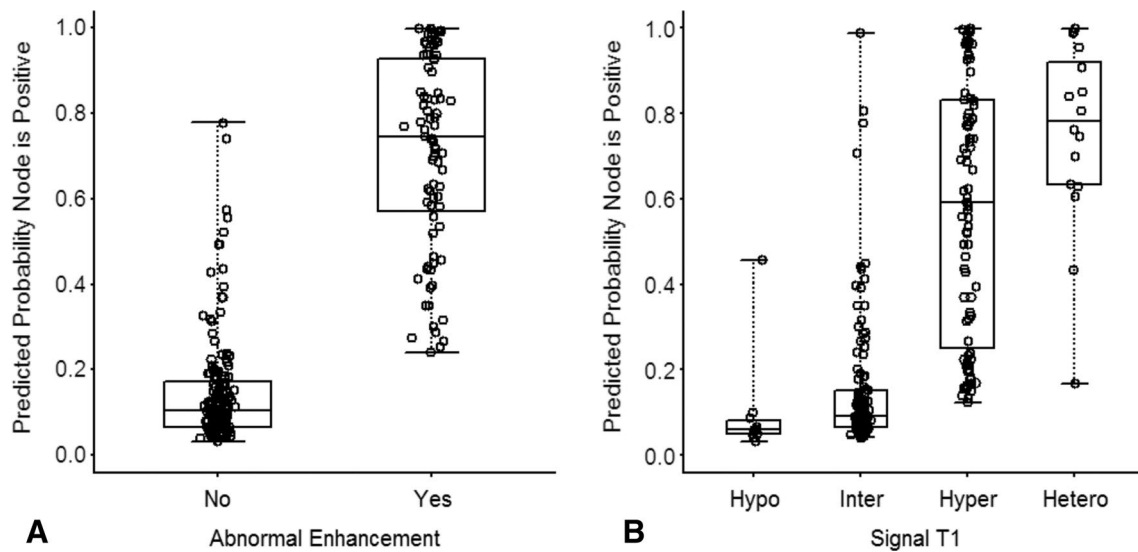 Predicted Probability Node is Positive
1.0
0.8
0.6
0.4
0.2
0.0
No Yes
Abnormal Enhancement
A
Predicted Probability Node is Positive
1.0
0.8
0.6
0.4
0.2
0.0
Hypo Inter Hyper Hetero
Signal T1
B